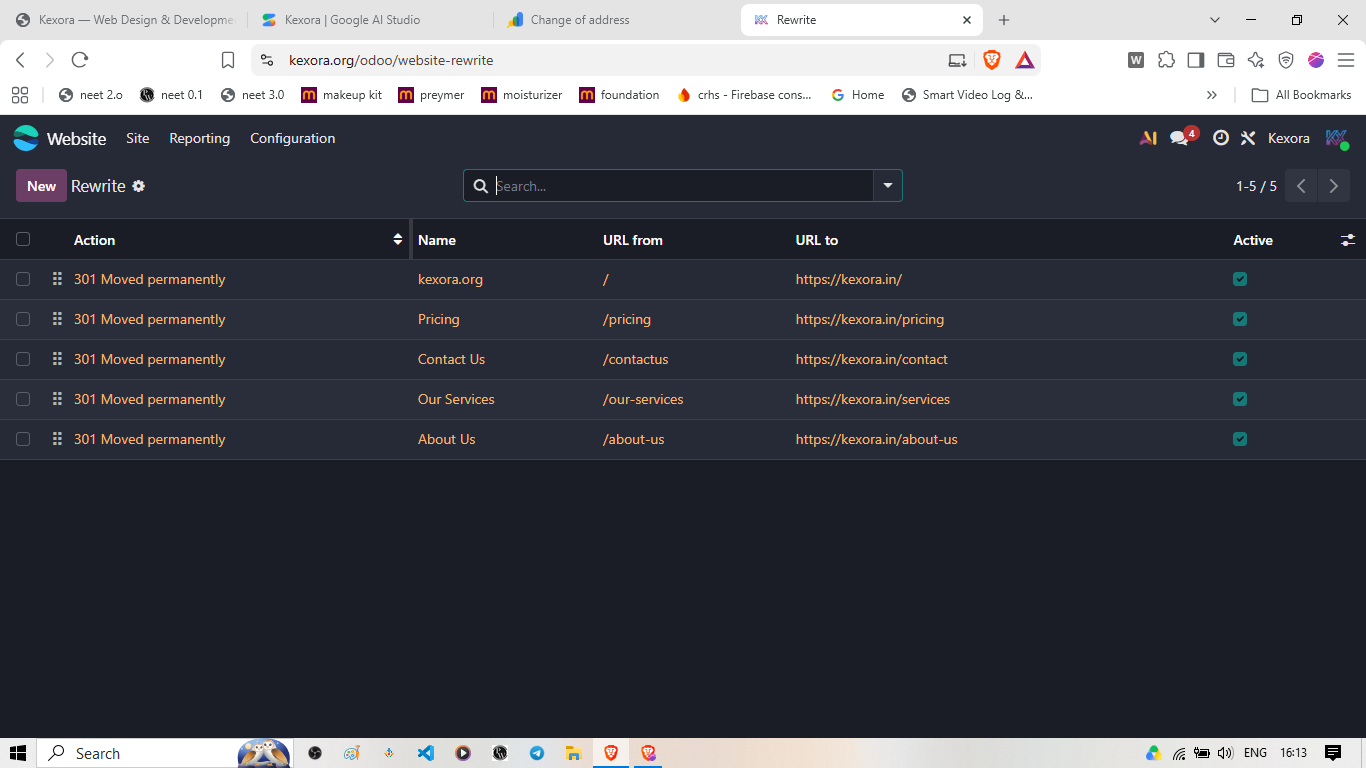 Kexora — Web Design & Developme
Kexora | Google AI Studio
Change of address
Rewrite
kexora.org/odoo/website-rewrite
W
neet 2.o
neet 0.1
neet 3.0
m makeup kit
m preymer
m moisturizer
m foundation
crhs - Firebase cons...
G Home
Smart Video Log &...
All Bookmarks
Website
Site
Reporting
Configuration
AI
4
Kexora
KX
New
Rewrite
Search...
1-5 / 5
Action Name URL from URL to Active
301 Moved permanently kexora.org / https://kexora.in/
301 Moved permanently Pricing /pricing https://kexora.in/pricing
301 Moved permanently Contact Us /contactus https://kexora.in/contact
301 Moved permanently Our Services /our-services https://kexora.in/services
301 Moved permanently About Us /about-us https://kexora.in/about-us
Search
ENG
16:13